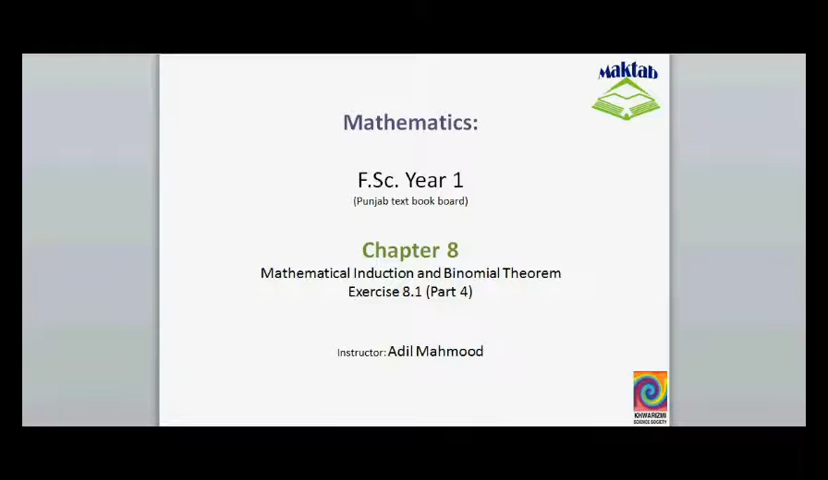 Maktab
Mathematics:
F.Sc. Year 1
(Punjab text book board)
Chapter 8
Mathematical Induction and Binomial Theorem
Exercise 8.1 (Part 4)
Instructor: Adil Mahmood
KHWARIZMI
SCIENCE SOCIETY